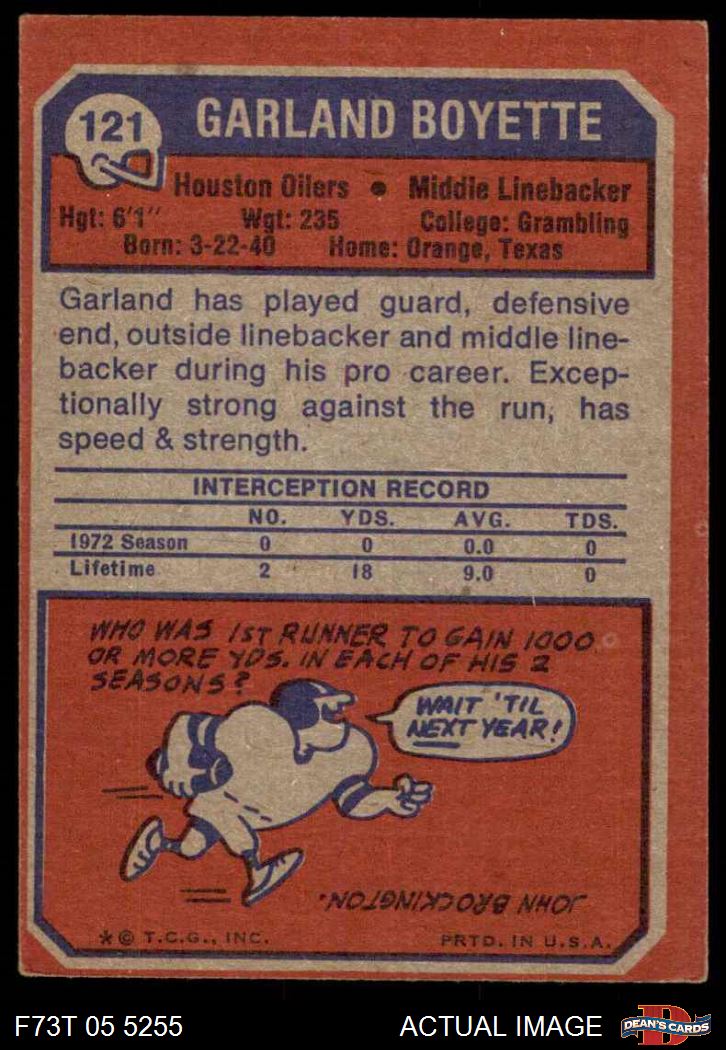 121
GARLAND BOYETTE
Houston Oilers • Middle Linebacker
Hgt: 6'1" Wgt: 235 College: Grambling
Born: 3-22-40 Home: Orange, Texas
Garland has played guard, defensive
end, outside linebacker and middle line-
backer during his pro career. Excep-
tionally strong against the run, has
speed & strength.
INTERCEPTION RECORD
NO. YDS. AVG. TDS.
1972 Season 0 0 0.0 0
Lifetime 2 18 9.0 0
WHO WAS 1ST RUNNER TO GAIN 1000
OR MORE YDS. IN EACH OF HIS 2
SEASONS?
WAIT 'TIL
NEXT YEAR!
JOHN BROCKINGTON.
*© T.C.G., INC. PRTD. IN U.S.A.
F73T 05 5255 ACTUAL IMAGE
D
DEAN'S CARDS